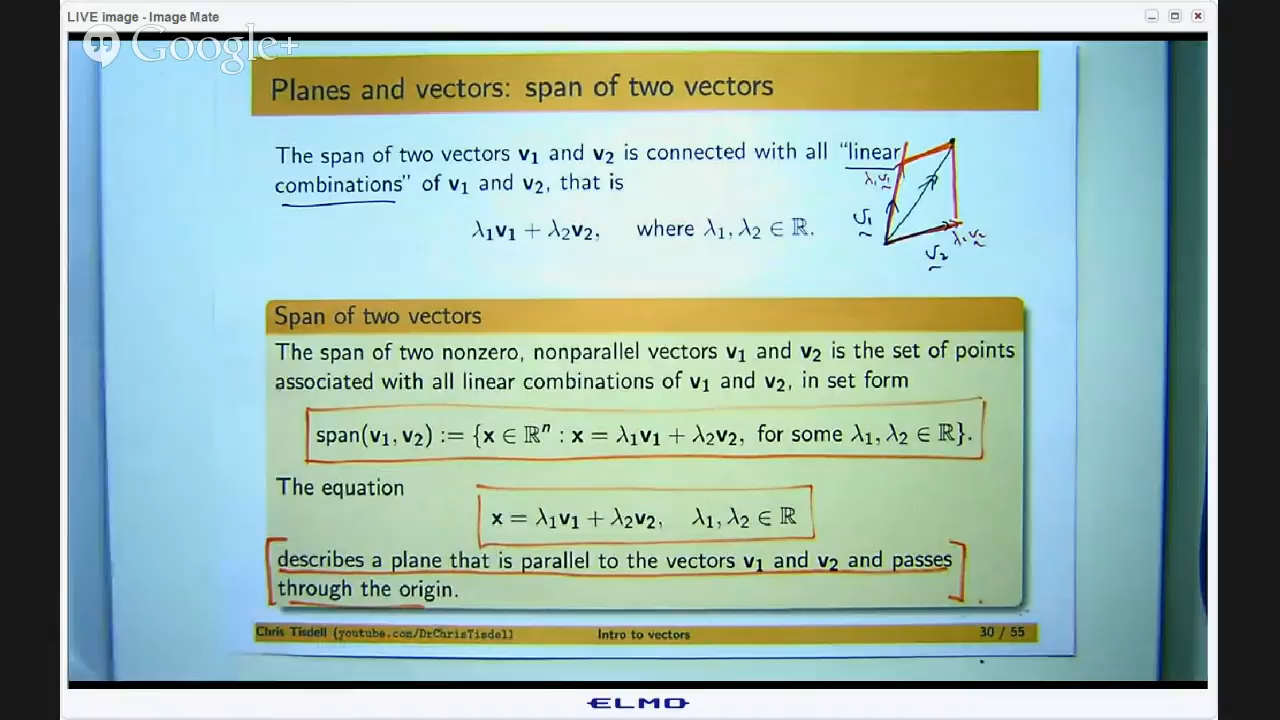 LIVE image - Image Mate
Google+
Planes and vectors: span of two vectors
The span of two vectors v₁ and v₂ is connected with all “linear
combinations” of v₁ and v₂, that is
λ₁v₁ + λ₂v₂, where λ₁, λ₂ ∈ ℝ.
λ₁v₁
v₁
λ₁v₂
v₂
Span of two vectors
The span of two nonzero, nonparallel vectors v₁ and v₂ is the set of points
associated with all linear combinations of v₁ and v₂, in set form
span(v₁, v₂) := {x ∈ ℝⁿ : x = λ₁v₁ + λ₂v₂, for some λ₁, λ₂ ∈ ℝ}.
The equation
x = λ₁v₁ + λ₂v₂, λ₁, λ₂ ∈ ℝ
describes a plane that is parallel to the vectors v₁ and v₂ and passes
through the origin.
Chris Tisdell (youtube.com/DrChrisTisdell Intro to vectors 30 / 55
ELMO